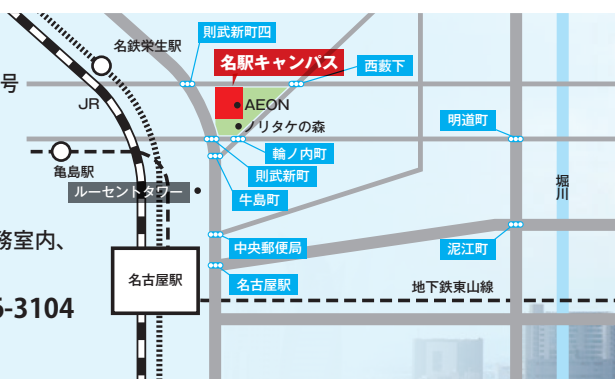 則武新町四
名鉄栄生駅
名駅キャンパス
西薮下
号
JR
AEON
ノリタケの森
明道町
輪ノ内町
亀島駅
則武新町
堀川
ルーセントタワー
牛島町
務室内、
中央郵便局
泥江町
名古屋駅
名古屋駅
地下鉄東山線
6-3104